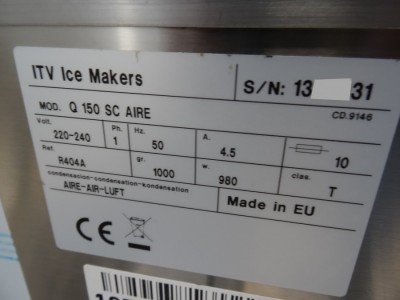 ITV Ice Makers
S/N: 13 31
MOD. Q 150 SC AIRE
CD.9146
Volt. Ph. Hz. A.
220-240 1 50 4.5 10
Ref. gr. w. clas.
R404A 1000 980 T
condensacion-condensation-kondensation
AIRE-AIR-LUFT
Made in EU
CE